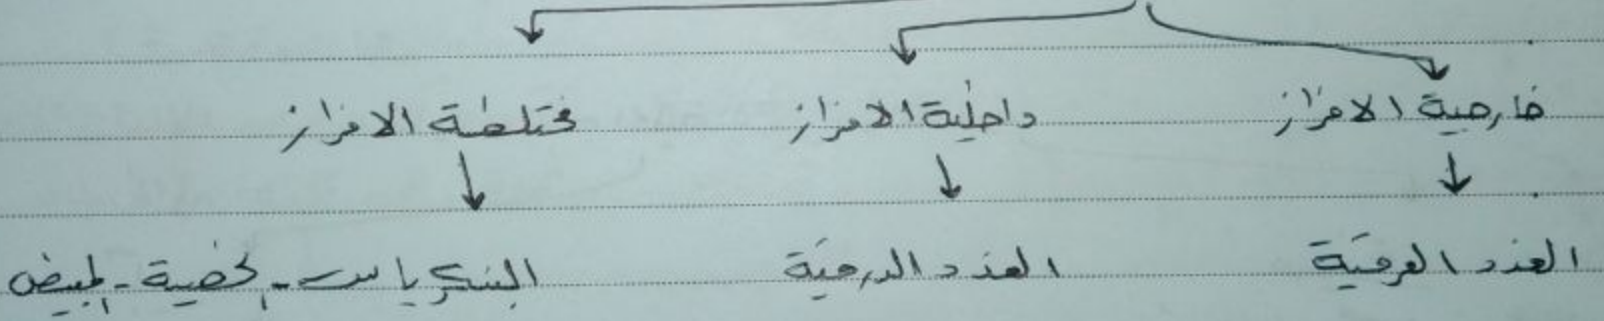 خارجية الافراز داخلية الافراز مختلطة الافراز
الغدد العرقية الغدد الدرقية البنكرياس - الخصية - المبيض